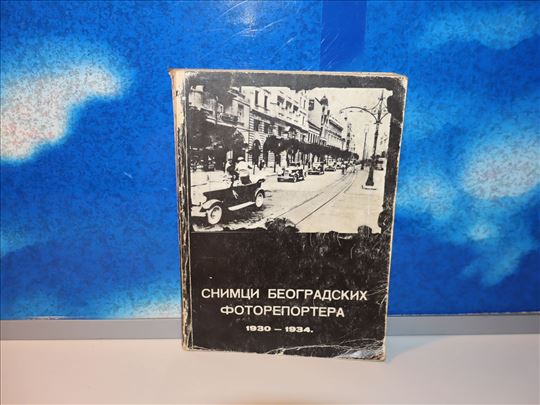 СНИМЦИ БЕОГРАДСКИХ
ФОТОРЕПОРТЕРА
1930 – 1934.